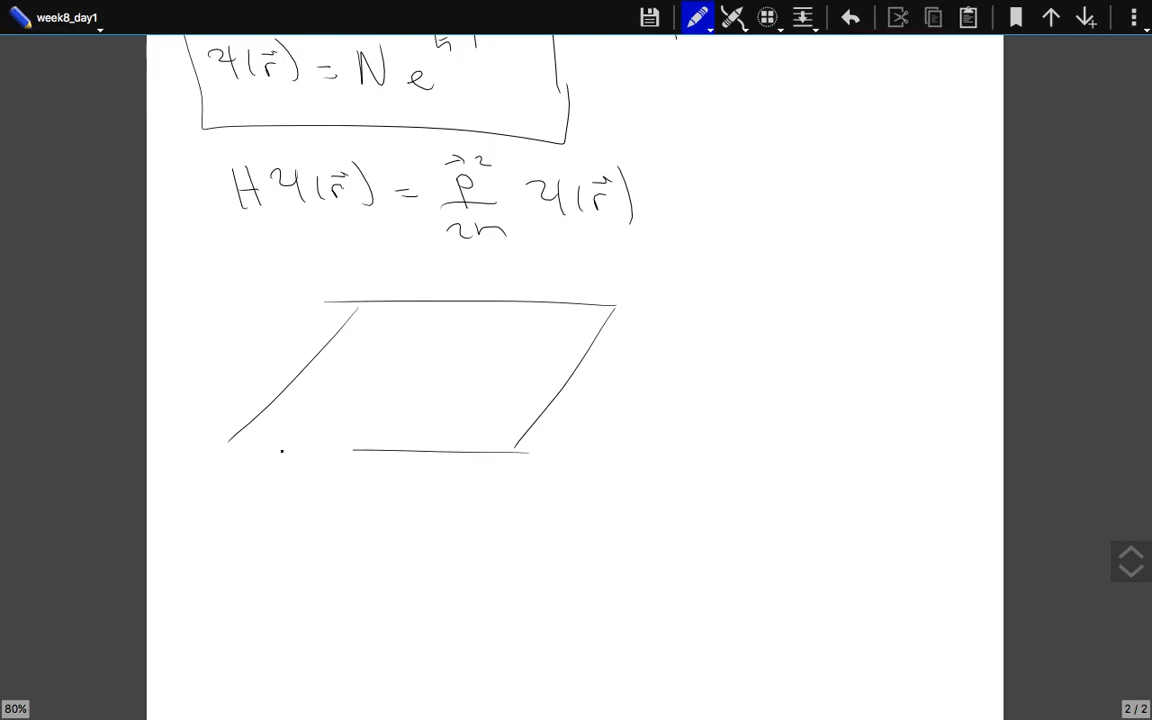 week8_day1
Ψ(r⃗) = N e
HΨ(r⃗) = p⃗²/2m Ψ(r⃗)
80%
2 / 2